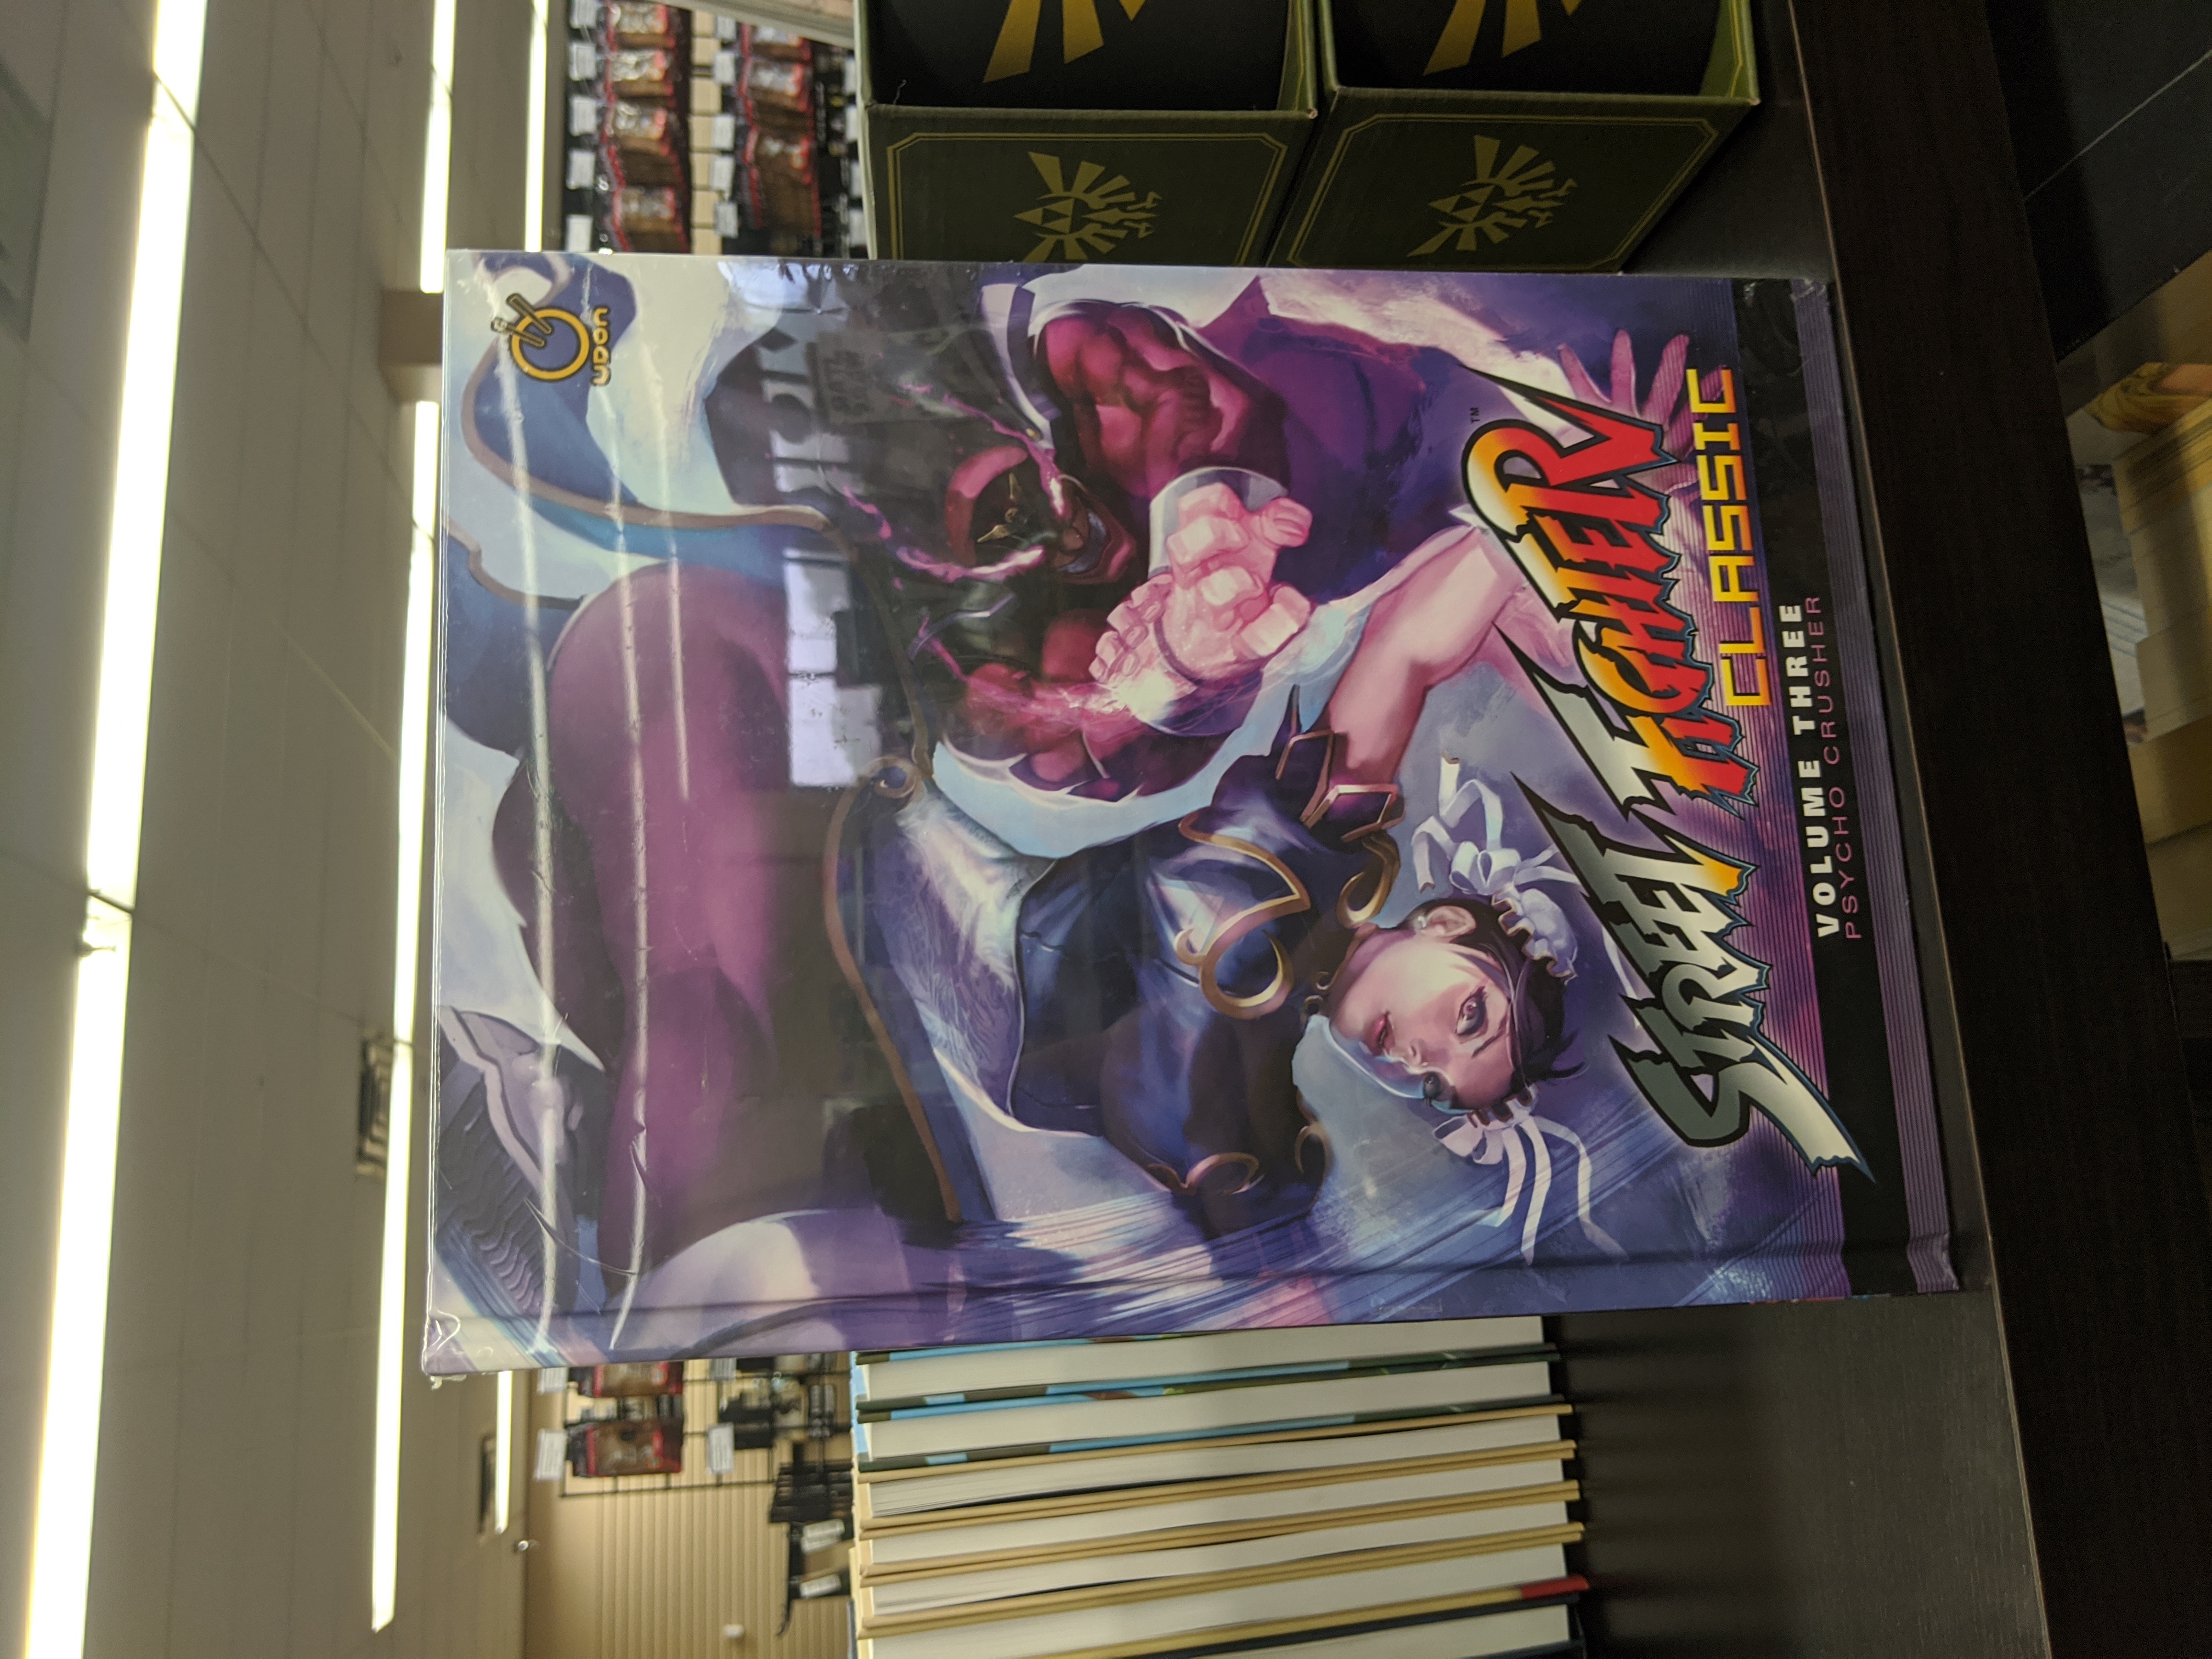 UDON
STREET FIGHTER™
CLASSIC
VOLUME THREE
PSYCHO CRUSHER